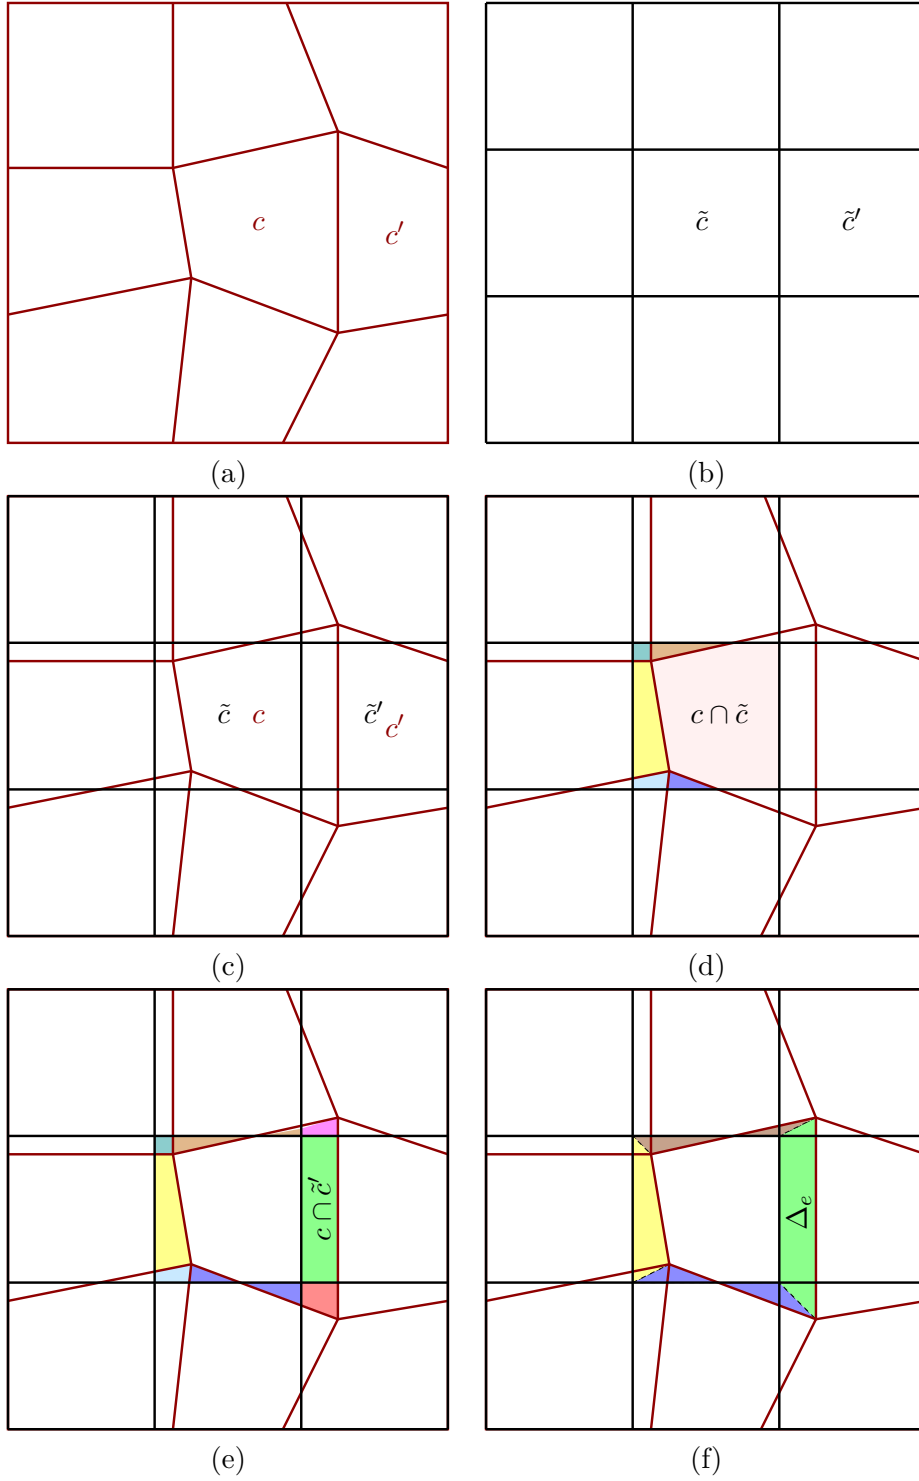 c c′ c̃ c̃′
(a) (b)
c̃ c c̃′ c′ c ∩ c̃
(c) (d)
c ∩ c̃′ Δₑ
(e) (f)